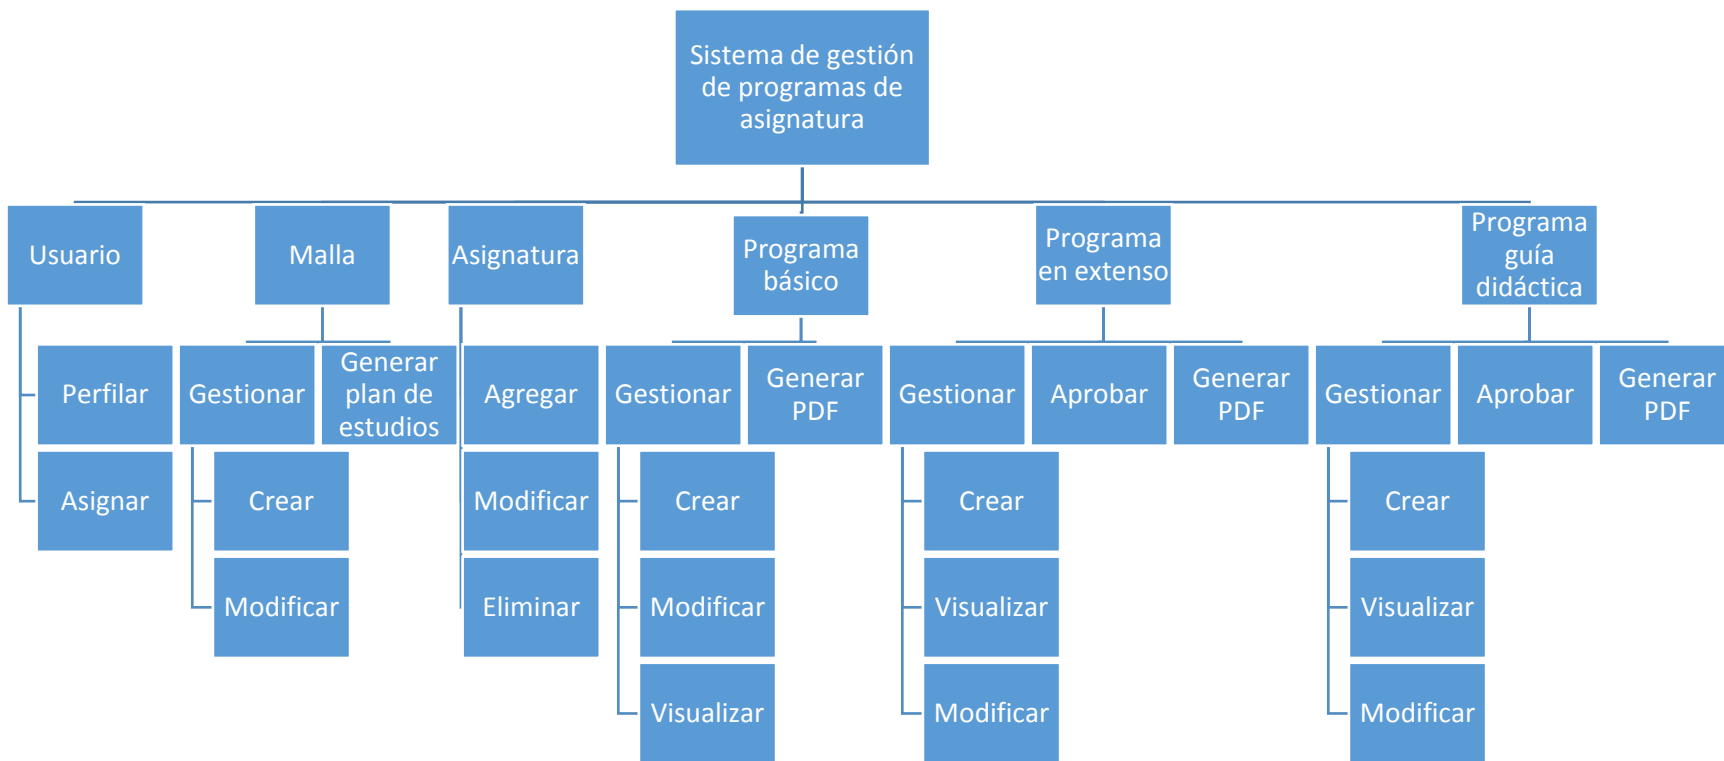 Sistema de gestión
de programas de
asignatura
Usuario
Malla
Asignatura
Programa
básico
Programa
en extenso
Programa
guía
didáctica
Perfilar
Gestionar
Generar
plan de
estudios
Agregar
Gestionar
Generar
PDF
Gestionar
Aprobar
Generar
PDF
Gestionar
Aprobar
Generar
PDF
Asignar
Crear
Modificar
Crear
Crear
Crear
Modificar
Eliminar
Modificar
Visualizar
Visualizar
Visualizar
Modificar
Modificar